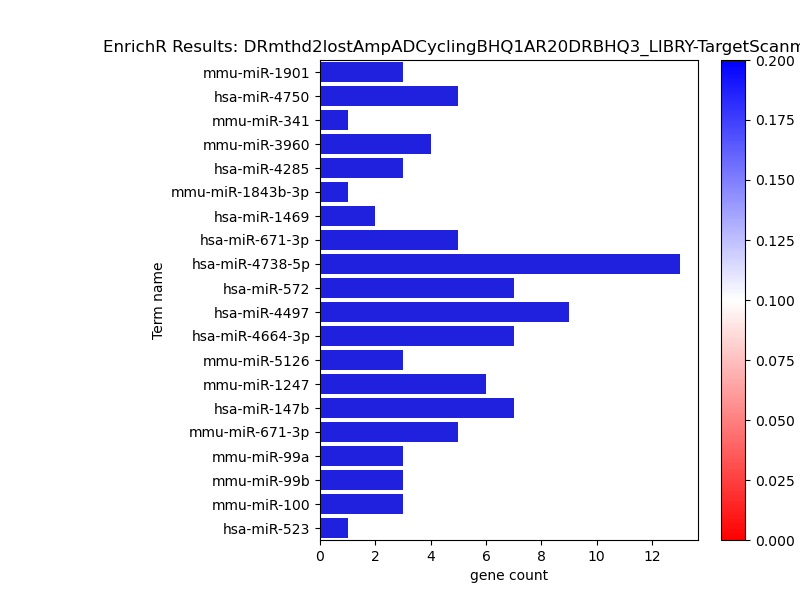 EnrichR Results: DRmthd2lostAmpADCyclingBHQ1AR20DRBHQ3_LIBRY-TargetScanm
mmu-miR-1901
hsa-miR-4750
mmu-miR-341
mmu-miR-3960
hsa-miR-4285
mmu-miR-1843b-3p
hsa-miR-1469
hsa-miR-671-3p
hsa-miR-4738-5p
hsa-miR-572
hsa-miR-4497
hsa-miR-4664-3p
mmu-miR-5126
mmu-miR-1247
hsa-miR-147b
mmu-miR-671-3p
mmu-miR-99a
mmu-miR-99b
mmu-miR-100
hsa-miR-523
Term name
0 2 4 6 8 10 12
gene count
0.200
0.175
0.150
0.125
0.100
0.075
0.050
0.025
0.000